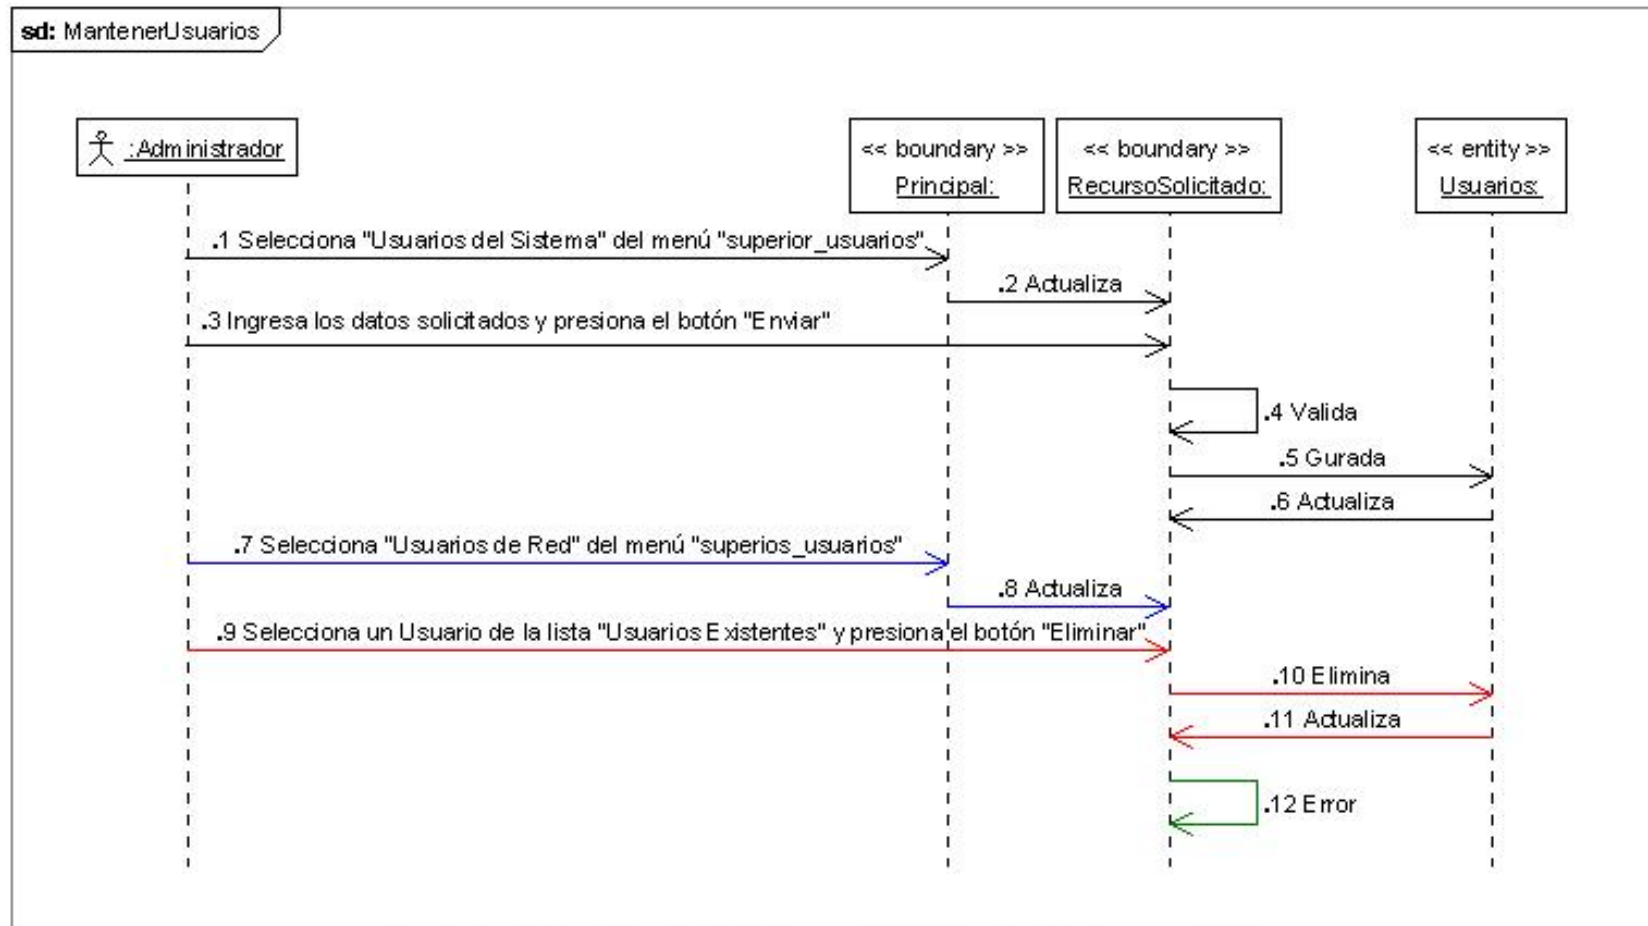 sd: MantenerUsuarios
:Administrador
<< boundary >>
Principal:
<< boundary >>
RecursoSolicitado:
<< entity >>
Usuarios:
.1 Selecciona "Usuarios del Sistema" del menú "superior_usuarios"
.2 Actualiza
.3 Ingresa los datos solicitados y presiona el botón "Enviar"
.4 Valida
.5 Gurada
.6 Actualiza
.7 Selecciona "Usuarios de Red" del menú "superios_usuarios"
.8 Actualiza
.9 Selecciona un Usuario de la lista "Usuarios Existentes" y presiona el botón "Eliminar"
.10 Elimina
.11 Actualiza
.12 Error